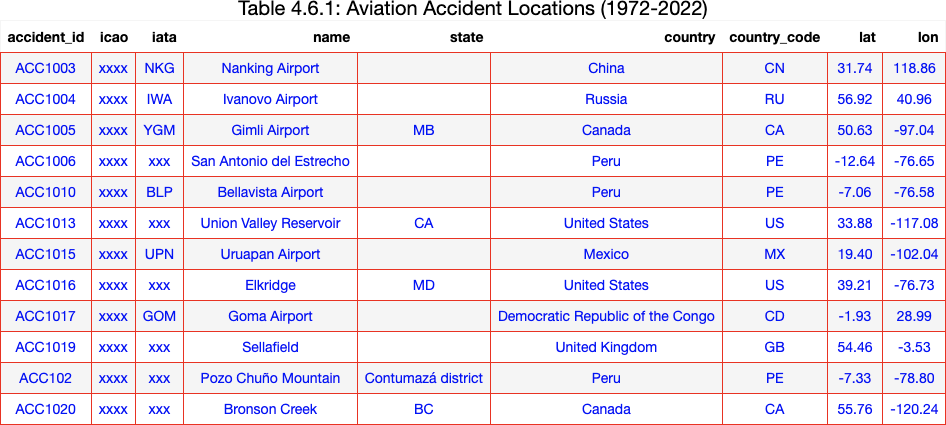 Table 4.6.1: Aviation Accident Locations (1972-2022)
accident_id icao iata name state country country_code lat lon
ACC1003 xxxx NKG Nanking Airport China CN 31.74 118.86
ACC1004 xxxx IWA Ivanovo Airport Russia RU 56.92 40.96
ACC1005 xxxx YGM Gimli Airport MB Canada CA 50.63 -97.04
ACC1006 xxxx xxx San Antonio del Estrecho Peru PE -12.64 -76.65
ACC1010 xxxx BLP Bellavista Airport Peru PE -7.06 -76.58
ACC1013 xxxx xxx Union Valley Reservoir CA United States US 33.88 -117.08
ACC1015 xxxx UPN Uruapan Airport Mexico MX 19.40 -102.04
ACC1016 xxxx xxx Elkridge MD United States US 39.21 -76.73
ACC1017 xxxx GOM Goma Airport Democratic Republic of the Congo CD -1.93 28.99
ACC1019 xxxx xxx Sellafield United Kingdom GB 54.46 -3.53
ACC102 xxxx xxx Pozo Chuño Mountain Contumazá district Peru PE -7.33 -78.80
ACC1020 xxxx xxx Bronson Creek BC Canada CA 55.76 -120.24